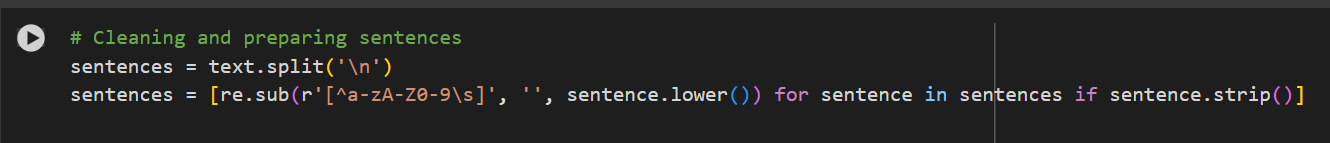 # Cleaning and preparing sentences
sentences = text.split('\n')
sentences = [re.sub(r'[^a-zA-Z0-9\s]', '', sentence.lower()) for sentence in sentences if sentence.strip()]